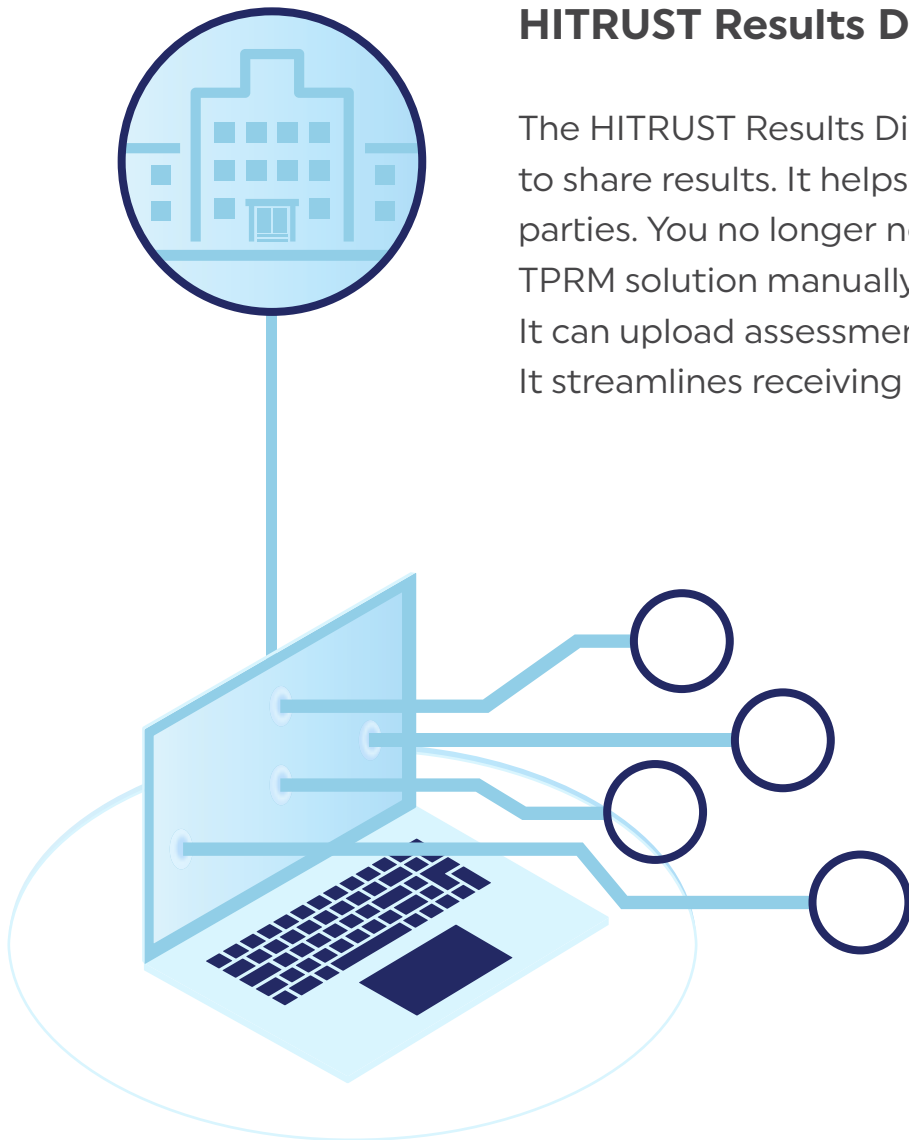 HITRUST Results D
The HITRUST Results Di
to share results. It helps
parties. You no longer n
TPRM solution manually
It can upload assessme
It streamlines receiving